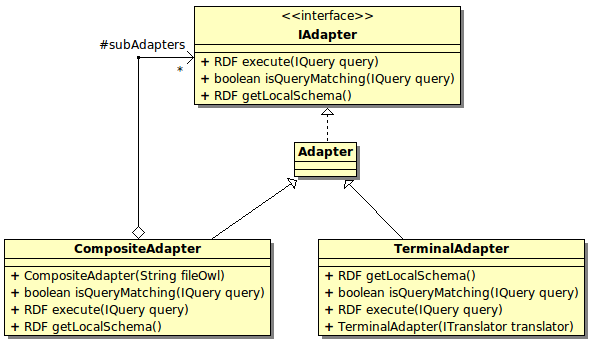 <<interface>>
IAdapter
#subAdapters
*
+ RDF execute(IQuery query)
+ boolean isQueryMatching(IQuery query)
+ RDF getLocalSchema()
Adapter
CompositeAdapter
+ CompositeAdapter(String fileOwl)
+ boolean isQueryMatching(IQuery query)
+ RDF execute(IQuery query)
+ RDF getLocalSchema()
TerminalAdapter
+ RDF getLocalSchema()
+ boolean isQueryMatching(IQuery query)
+ RDF execute(IQuery query)
+ TerminalAdapter(ITranslator translator)